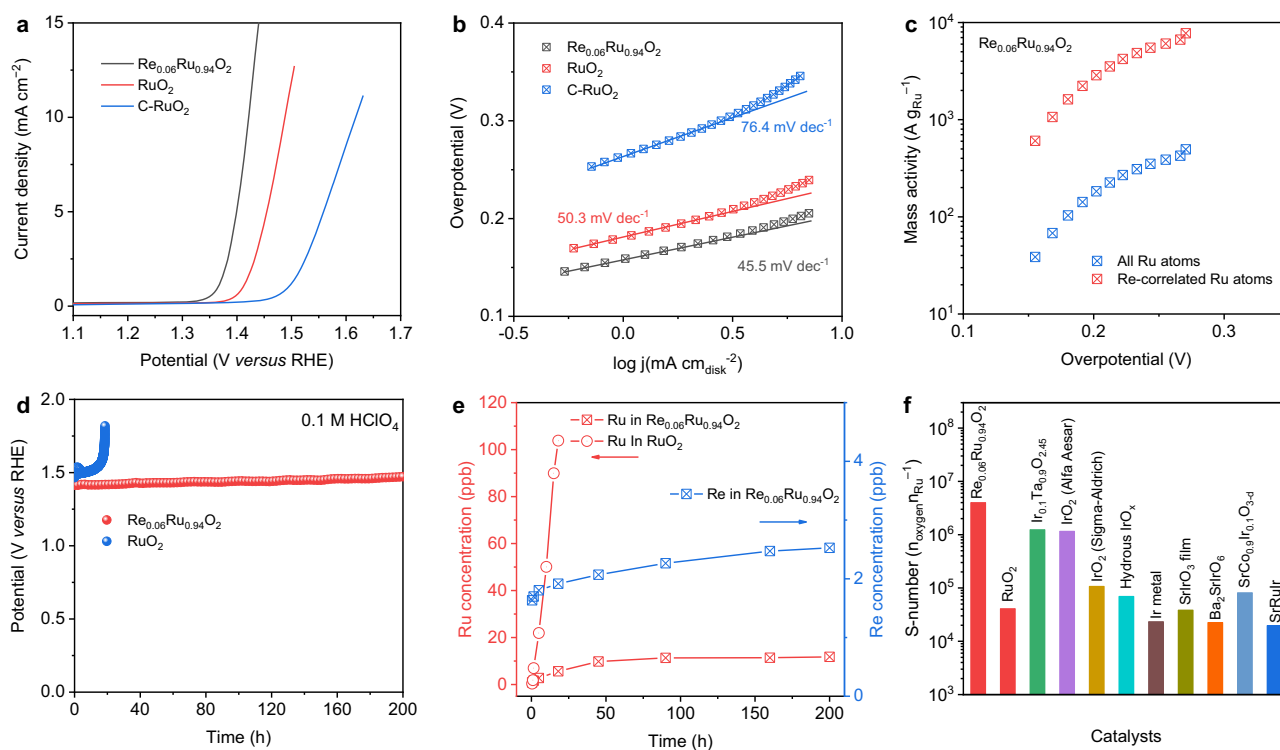 a
15
10
5
0
Current density (mA cm⁻²)
Re₀.₀₆Ru₀.₉₄O₂
RuO₂
C-RuO₂
1.1 1.2 1.3 1.4 1.5 1.6 1.7
Potential (V versus RHE)
b
0.4
0.3
0.2
0.1
Overpotential (V)
Re₀.₀₆Ru₀.₉₄O₂
RuO₂
C-RuO₂
76.4 mV dec⁻¹
50.3 mV dec⁻¹
45.5 mV dec⁻¹
-0.5 0.0 0.5 1.0
log j(mA cm_disk⁻²)
c
10⁴
10³
10²
10¹
Mass activity (A g_Ru⁻¹)
Re₀.₀₆Ru₀.₉₄O₂
All Ru atoms
Re-correlated Ru atoms
0.1 0.2 0.3
Overpotential (V)
d
2.0
1.5
1.0
0.5
0.0
Potential (V versus RHE)
0.1 M HClO₄
Re₀.₀₆Ru₀.₉₄O₂
RuO₂
0 40 80 120 160 200
Time (h)
e
120
100
80
60
40
20
0
Ru concentration (ppb)
Ru in Re₀.₀₆Ru₀.₉₄O₂
Ru In RuO₂
Re in Re₀.₀₆Ru₀.₉₄O₂
4
2
0
Re concentration (ppb)
0 50 100 150 200
Time (h)
f
10⁸
10⁷
10⁶
10⁵
10⁴
10³
S-number (n_oxygen n_Ru⁻¹)
Re₀.₀₆Ru₀.₉₄O₂
RuO₂
Ir₀.₁Ta₀.₉O₂.₄₅
IrO₂ (Alfa Aesar)
IrO₂ (Sigma-Aldrich)
Hydrous IrOₓ
Ir metal
SrIrO₃ film
Ba₂SrIrO₆
SrCo₀.₉Ir₀.₁O₃₋d
SrRuIr
Catalysts